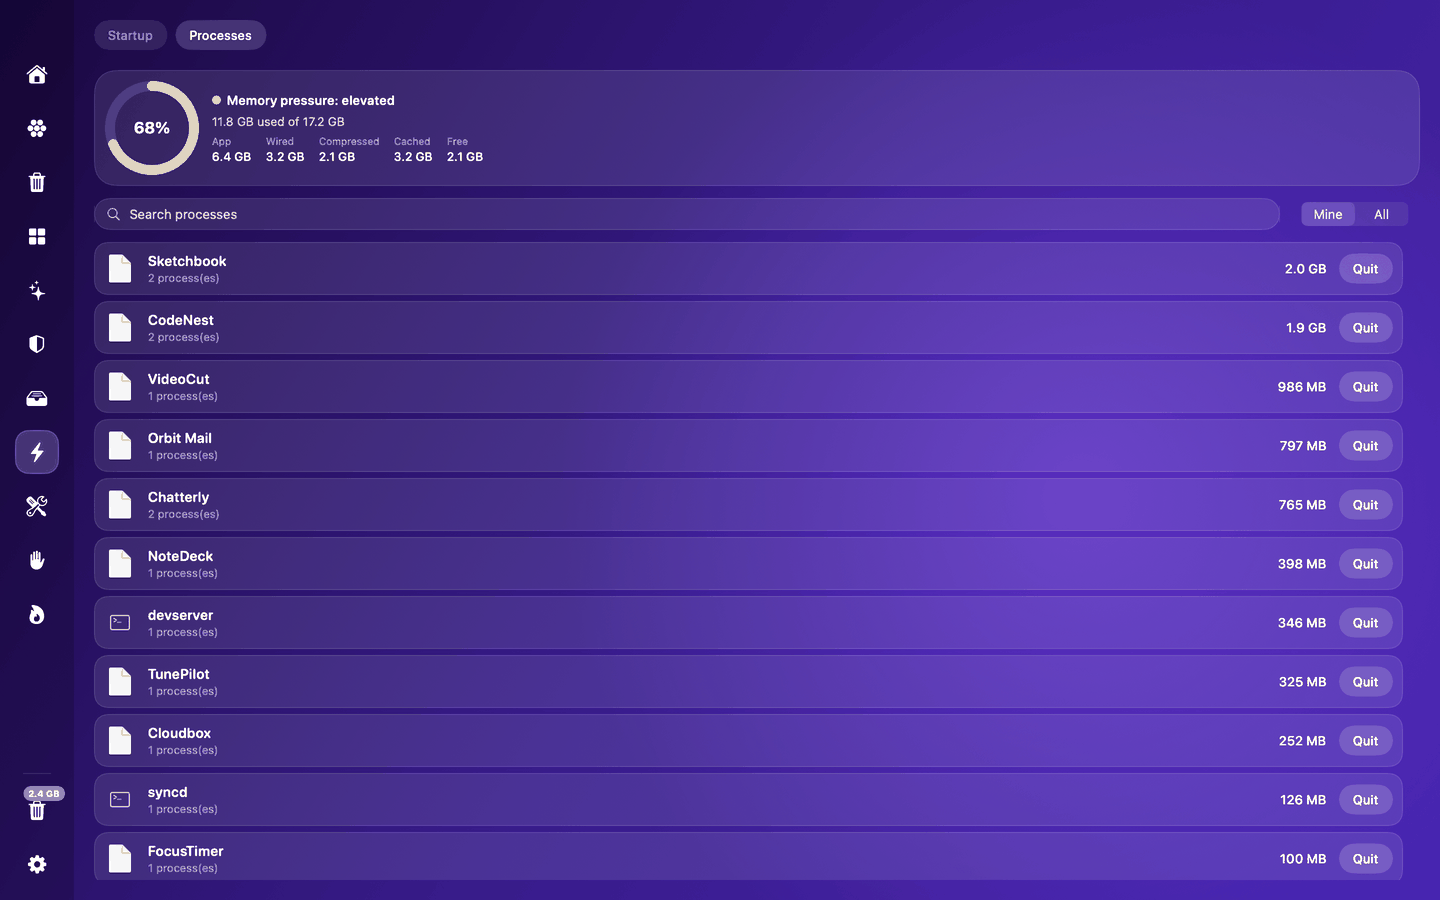 Startup
Processes
68%
Memory pressure: elevated
11.8 GB used of 17.2 GB
App Wired Compressed Cached Free
6.4 GB 3.2 GB 2.1 GB 3.2 GB 2.1 GB
Search processes
Mine All
Sketchbook
2 process(es)
2.0 GB Quit
CodeNest
2 process(es)
1.9 GB Quit
VideoCut
1 process(es)
986 MB Quit
Orbit Mail
1 process(es)
797 MB Quit
Chatterly
2 process(es)
765 MB Quit
NoteDeck
1 process(es)
398 MB Quit
devserver
1 process(es)
346 MB Quit
TunePilot
1 process(es)
325 MB Quit
Cloudbox
1 process(es)
252 MB Quit
syncd
1 process(es)
126 MB Quit
FocusTimer
1 process(es)
100 MB Quit
2.4 GB